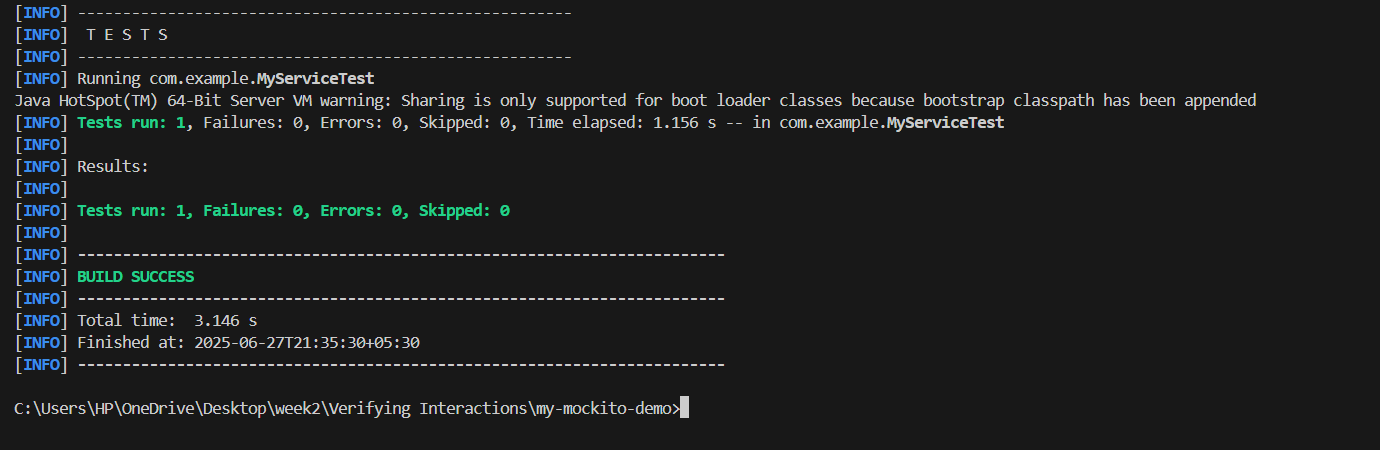 [INFO] -------------------------------------------------------
[INFO]  T E S T S
[INFO] -------------------------------------------------------
[INFO] Running com.example.MyServiceTest
Java HotSpot(TM) 64-Bit Server VM warning: Sharing is only supported for boot loader classes because bootstrap classpath has been appended
[INFO] Tests run: 1, Failures: 0, Errors: 0, Skipped: 0, Time elapsed: 1.156 s -- in com.example.MyServiceTest
[INFO]
[INFO] Results:
[INFO]
[INFO] Tests run: 1, Failures: 0, Errors: 0, Skipped: 0
[INFO]
[INFO] ------------------------------------------------------------------------
[INFO] BUILD SUCCESS
[INFO] ------------------------------------------------------------------------
[INFO] Total time:  3.146 s
[INFO] Finished at: 2025-06-27T21:35:30+05:30
[INFO] ------------------------------------------------------------------------
C:\Users\HP\OneDrive\Desktop\week2\Verifying Interactions\my-mockito-demo>